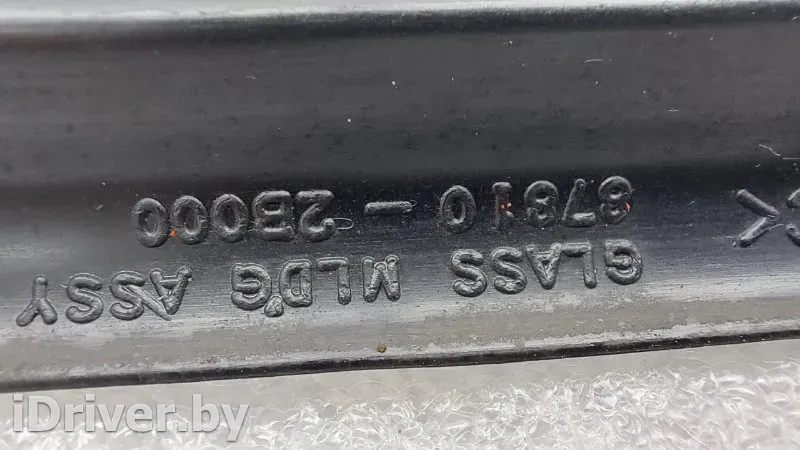 87810-2B000
GLASS MLDG ASSY
iDriver.by